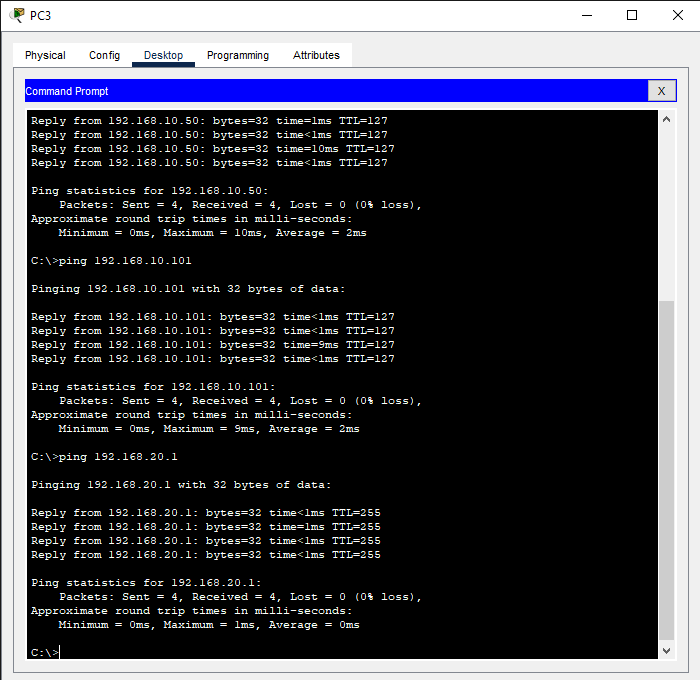 PC3
Physical Config Desktop Programming Attributes
Command Prompt X
Reply from 192.168.10.50: bytes=32 time=1ms TTL=127
Reply from 192.168.10.50: bytes=32 time<1ms TTL=127
Reply from 192.168.10.50: bytes=32 time=10ms TTL=127
Reply from 192.168.10.50: bytes=32 time<1ms TTL=127
Ping statistics for 192.168.10.50:
Packets: Sent = 4, Received = 4, Lost = 0 (0% loss),
Approximate round trip times in milli-seconds:
Minimum = 0ms, Maximum = 10ms, Average = 2ms
C:\>ping 192.168.10.101
Pinging 192.168.10.101 with 32 bytes of data:
Reply from 192.168.10.101: bytes=32 time<1ms TTL=127
Reply from 192.168.10.101: bytes=32 time<1ms TTL=127
Reply from 192.168.10.101: bytes=32 time=9ms TTL=127
Reply from 192.168.10.101: bytes=32 time<1ms TTL=127
Ping statistics for 192.168.10.101:
Packets: Sent = 4, Received = 4, Lost = 0 (0% loss),
Approximate round trip times in milli-seconds:
Minimum = 0ms, Maximum = 9ms, Average = 2ms
C:\>ping 192.168.20.1
Pinging 192.168.20.1 with 32 bytes of data:
Reply from 192.168.20.1: bytes=32 time<1ms TTL=255
Reply from 192.168.20.1: bytes=32 time=1ms TTL=255
Reply from 192.168.20.1: bytes=32 time<1ms TTL=255
Reply from 192.168.20.1: bytes=32 time<1ms TTL=255
Ping statistics for 192.168.20.1:
Packets: Sent = 4, Received = 4, Lost = 0 (0% loss),
Approximate round trip times in milli-seconds:
Minimum = 0ms, Maximum = 1ms, Average = 0ms
C:\>